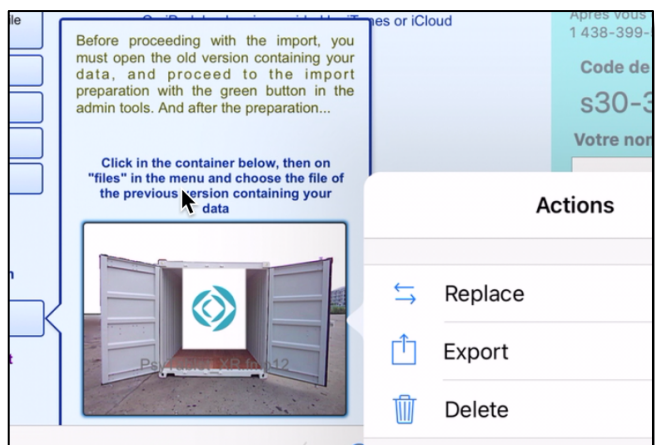 ile
nes or iCloud
Après vous
1 438-399-
Before proceeding with the import, you
must open the old version containing your
data, and proceed to the import
preparation with the green button in the
admin tools. And after the preparation...
Code de
s30-3
Votre nor
Click in the container below, then on
"files" in the menu and choose the file of
the previous version containing your
data
Actions
Replace
Export
Delete